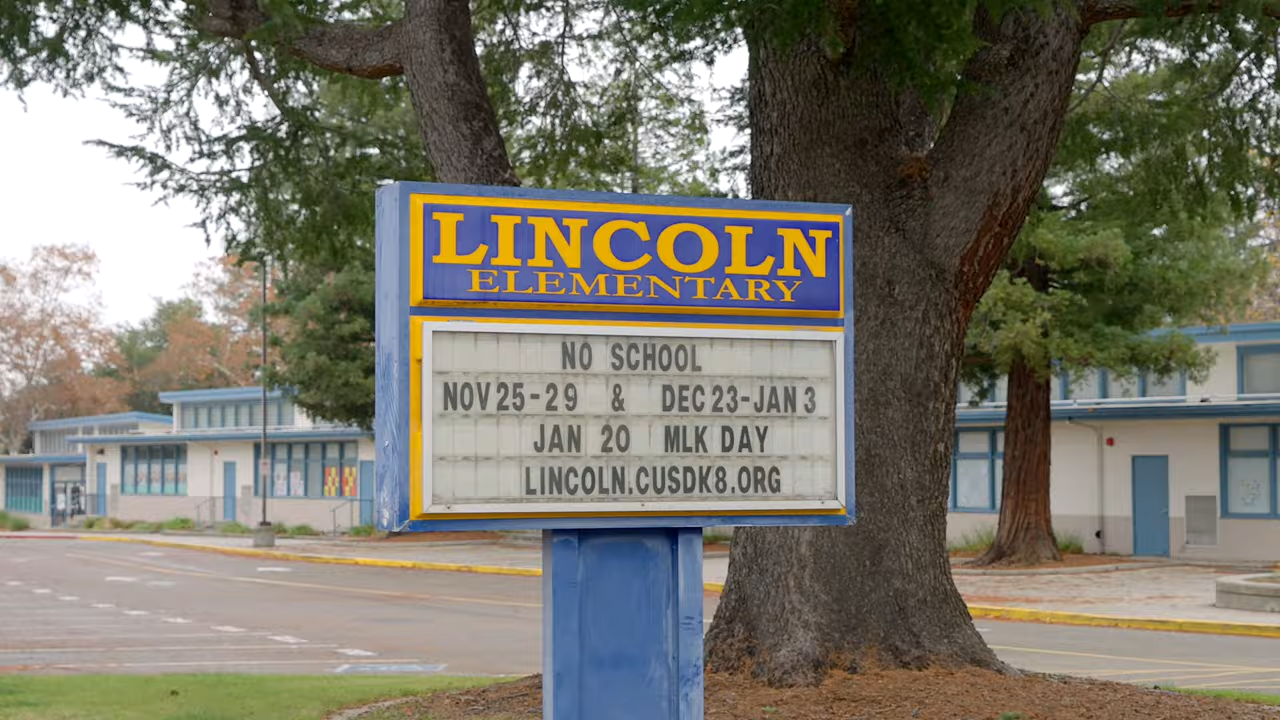 LINCOLN
ELEMENTARY
NO SCHOOL
NOV 25-29 & DEC 23-JAN 3
JAN 20 MLK DAY
LINCOLN.CUSDK8.ORG